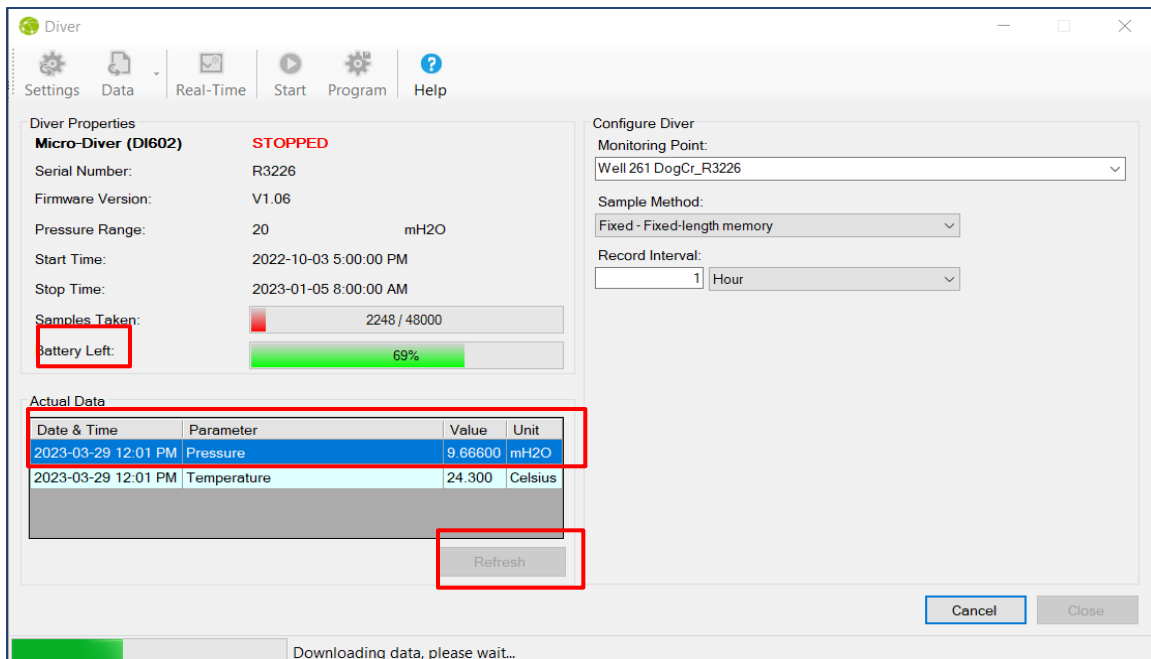 Diver
Settings Data Real-Time Start Program Help
Diver Properties
Micro-Diver (DI602) STOPPED
Serial Number: R3226
Firmware Version: V1.06
Pressure Range: 20 mH2O
Start Time: 2022-10-03 5:00:00 PM
Stop Time: 2023-01-05 8:00:00 AM
Samples Taken: 2248 / 48000
Battery Left: 69%
Actual Data
Date & Time Parameter Value Unit
2023-03-29 12:01 PM Pressure 9.66600 mH2O
2023-03-29 12:01 PM Temperature 24.300 Celsius
Refresh
Configure Diver
Monitoring Point:
Well 261 DogCr_R3226
Sample Method:
Fixed - Fixed-length memory
Record Interval:
1 Hour
Cancel Close
Downloading data, please wait...